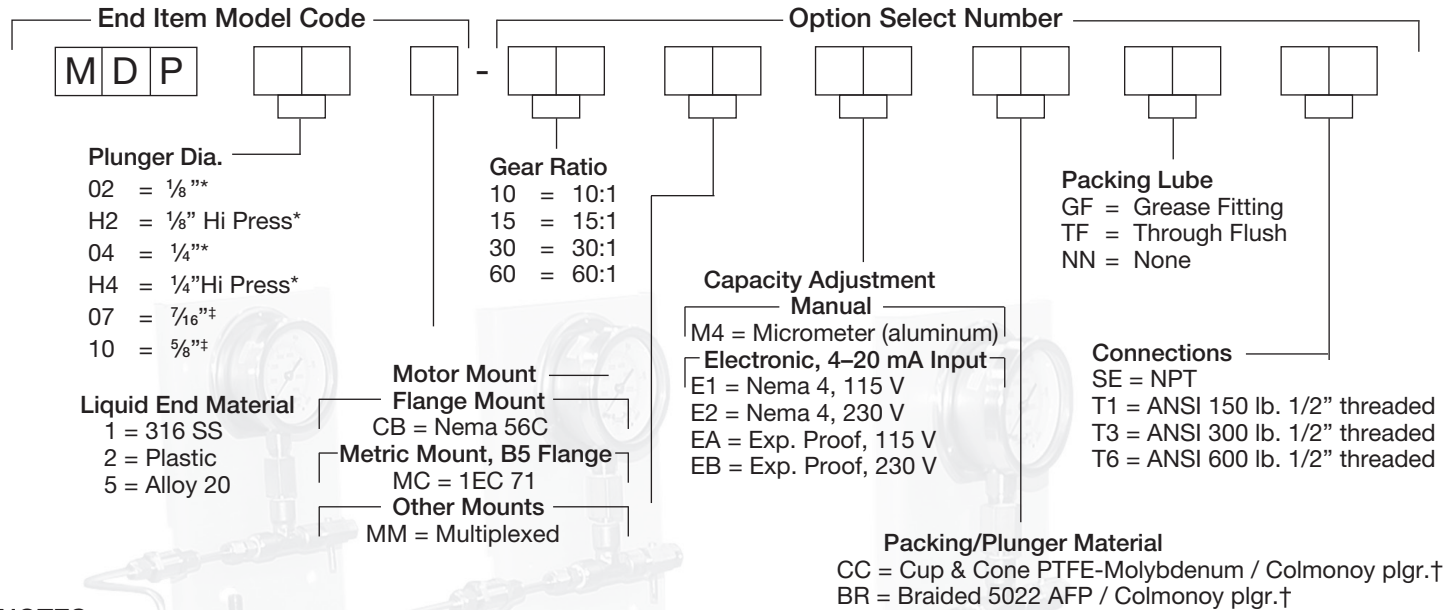 End Item Model Code
Option Select Number
M D P
-
Plunger Dia.
02 = 1/8"*
H2 = 1/8" Hi Press*
04 = 1/4"*
H4 = 1/4"Hi Press*
07 = 7/16"‡
10 = 5/8"‡
Liquid End Material
1 = 316 SS
2 = Plastic
5 = Alloy 20
Gear Ratio
10 = 10:1
15 = 15:1
30 = 30:1
60 = 60:1
Motor Mount
Flange Mount
CB = Nema 56C
Metric Mount, B5 Flange
MC = 1EC 71
Other Mounts
MM = Multiplexed
Capacity Adjustment
Manual
M4 = Micrometer (aluminum)
Electronic, 4–20 mA Input
E1 = Nema 4, 115 V
E2 = Nema 4, 230 V
EA = Exp. Proof, 115 V
EB = Exp. Proof, 230 V
Packing/Plunger Material
CC = Cup & Cone PTFE-Molybdenum / Colmonoy plgr.†
BR = Braided 5022 AFP / Colmonoy plgr.†
Packing Lube
GF = Grease Fitting
TF = Through Flush
NN = None
Connections
SE = NPT
T1 = ANSI 150 lb. 1/2" threaded
T3 = ANSI 300 lb. 1/2" threaded
T6 = ANSI 600 lb. 1/2" threaded